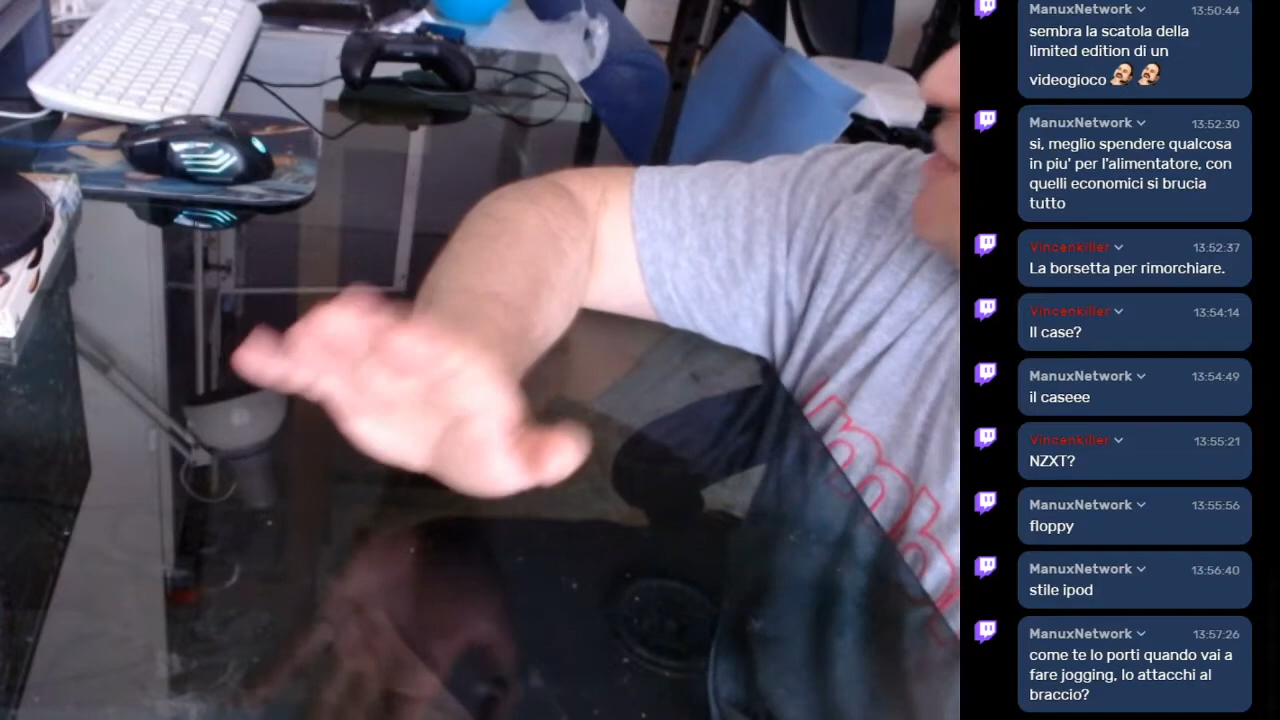 ManuxNetwork 13:50:44
sembra la scatola della
limited edition di un
videogioco
ManuxNetwork 13:52:30
si, meglio spendere qualcosa
in piu' per l'alimentatore, con
quelli economici si brucia
tutto
Vincenkiller 13:52:37
La borsetta per rimorchiare.
Vincenkiller 13:54:14
Il case?
ManuxNetwork 13:54:49
il caseee
Vincenkiller 13:55:21
NZXT?
ManuxNetwork 13:55:56
floppy
ManuxNetwork 13:56:40
stile ipod
ManuxNetwork 13:57:26
come te lo porti quando vai a
fare jogging, lo attacchi al
braccio?